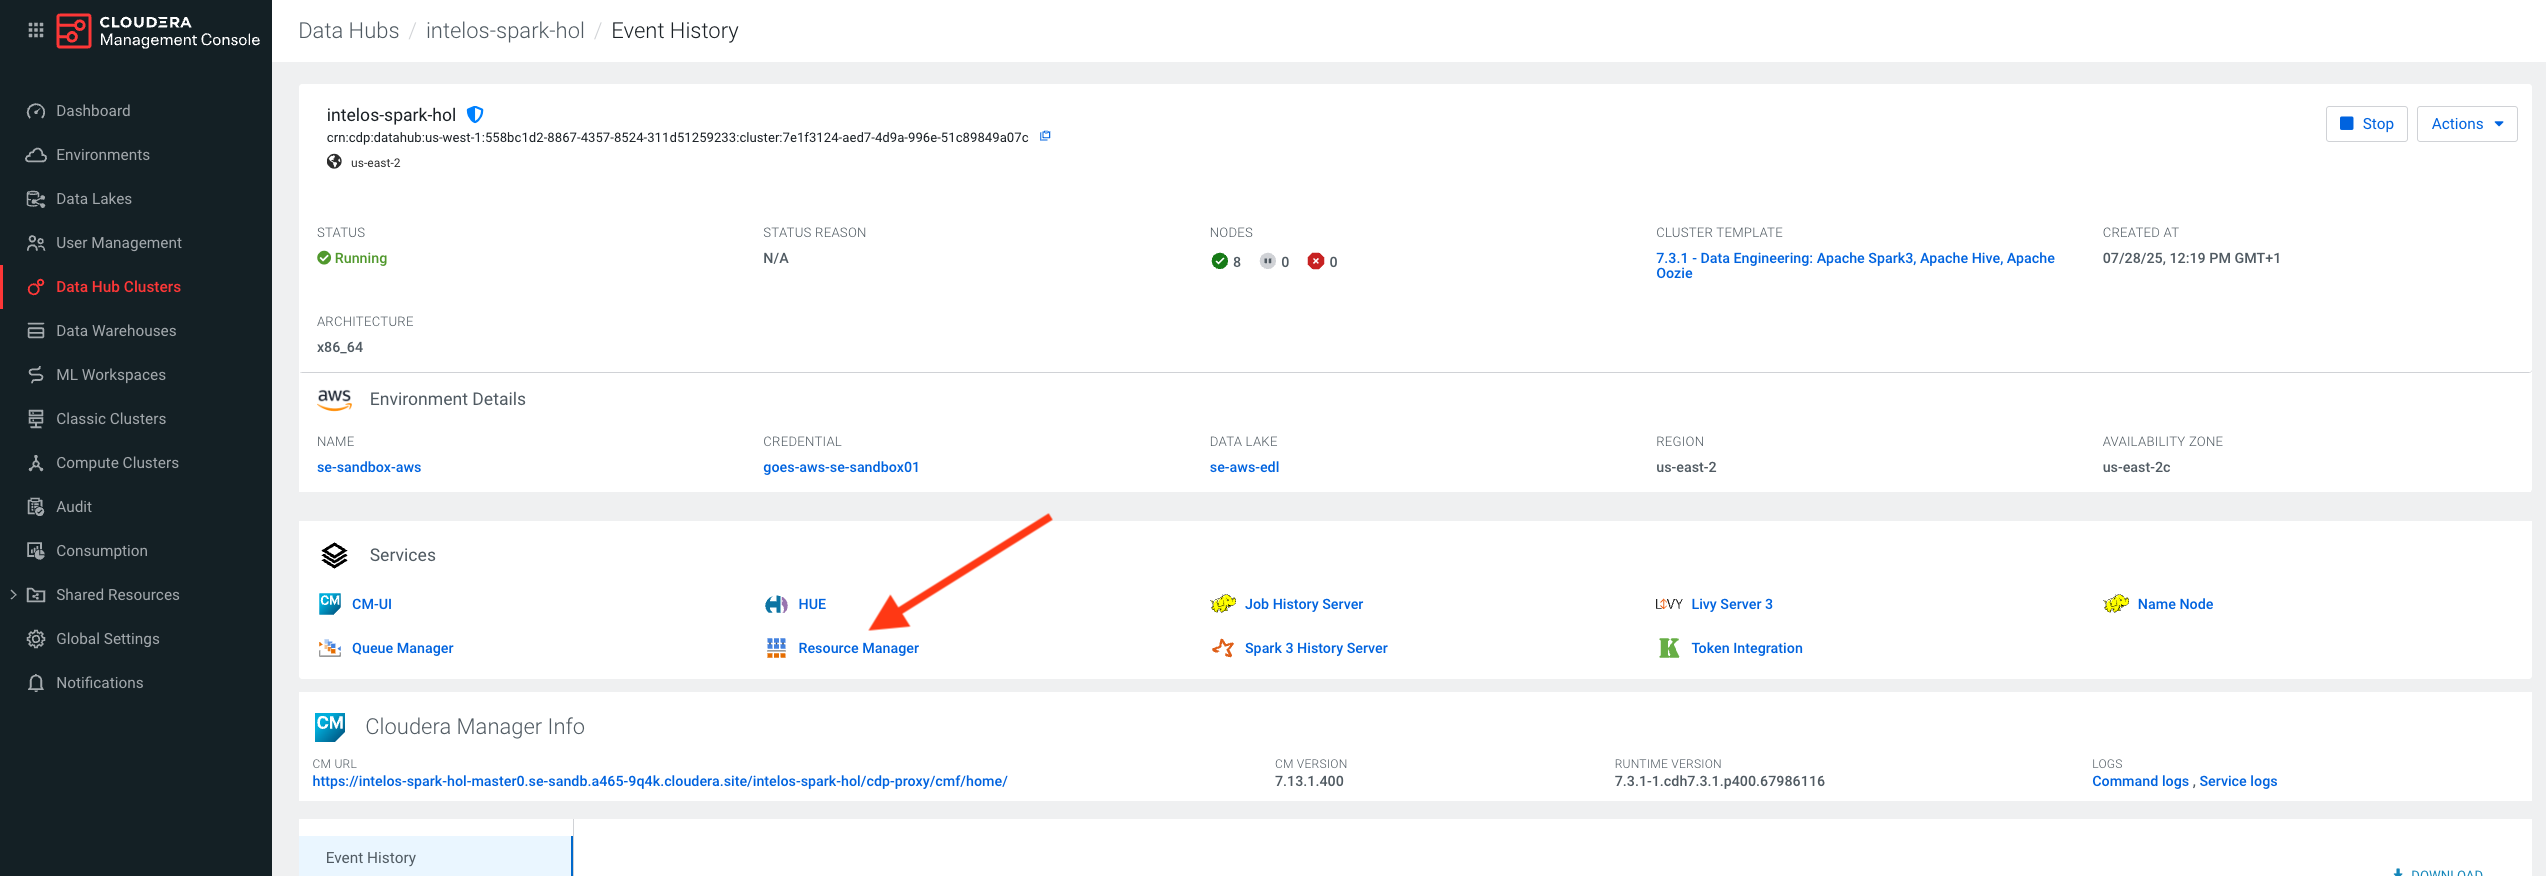 CLOUDERA
Management Console
Dashboard
Environments
Data Lakes
User Management
Data Hub Clusters
Data Warehouses
ML Workspaces
Classic Clusters
Compute Clusters
Audit
Consumption
Shared Resources
Global Settings
Notifications
Data Hubs / intelos-spark-hol / Event History
intelos-spark-hol
crn:cdp:datahub:us-west-1:558bc1d2-8867-4357-8524-311d51259233:cluster:7e1f3124-aed7-4d9a-996e-51c89849a07c
us-east-2
Stop
Actions
STATUS
Running
STATUS REASON
N/A
NODES
8 0 0
CLUSTER TEMPLATE
7.3.1 - Data Engineering: Apache Spark3, Apache Hive, Apache
Oozie
CREATED AT
07/28/25, 12:19 PM GMT+1
ARCHITECTURE
x86_64
aws
Environment Details
NAME
se-sandbox-aws
CREDENTIAL
goes-aws-se-sandbox01
DATA LAKE
se-aws-edl
REGION
us-east-2
AVAILABILITY ZONE
us-east-2c
Services
CM CM-UI
HUE
Job History Server
LIVY Livy Server 3
Name Node
Queue Manager
Resource Manager
Spark 3 History Server
Token Integration
CM Cloudera Manager Info
CM URL
https://intelos-spark-hol-master0.se-sandb.a465-9q4k.cloudera.site/intelos-spark-hol/cdp-proxy/cmf/home/
CM VERSION
7.13.1.400
RUNTIME VERSION
7.3.1-1.cdh7.3.1.p400.67986116
LOGS
Command logs , Service logs
Event History
DOWNLOAD